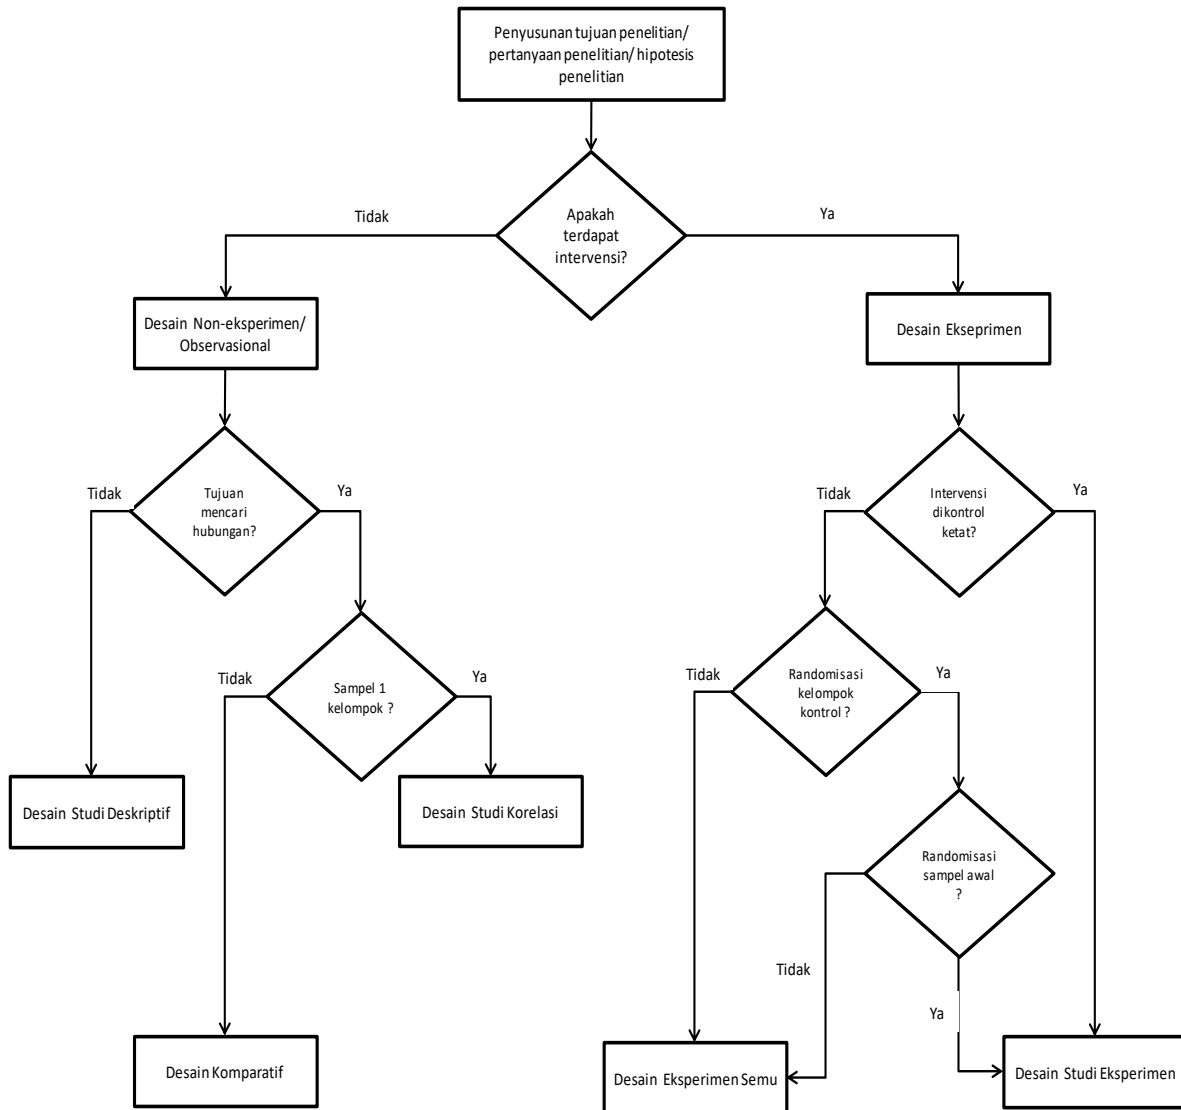 Penyusunan tujuan penelitian/
pertanyaan penelitian/ hipotesis
penelitian
Apakah
terdapat
intervensi?
Tidak
Ya
Desain Non-eksperimen/
Observasional
Desain Ekseprimen
Tujuan
mencari
hubungan?
Tidak
Ya
Intervensi
dikontrol
ketat?
Tidak
Ya
Sampel 1
kelompok ?
Tidak
Ya
Randomisasi
kelompok
kontrol ?
Tidak
Ya
Desain Studi Deskriptif
Desain Studi Korelasi
Randomisasi
sampel awal
?
Tidak
Ya
Desain Komparatif
Desain Eksperimen Semu
Desain Studi Eksperimen